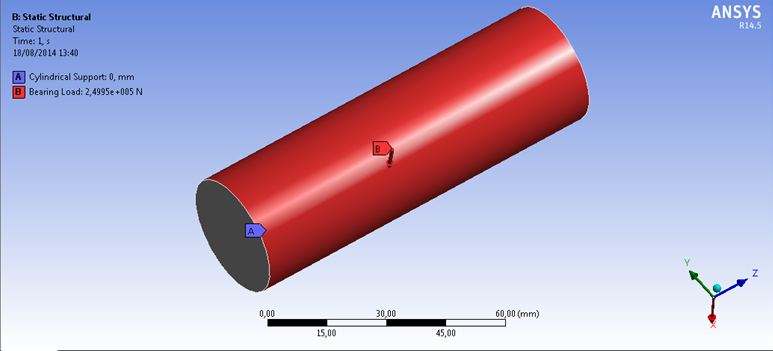 B: Static Structural
Static Structural
Time: 1, s
18/08/2014 13:40
A Cylindrical Support: 0, mm
B Bearing Load: 2,4995e+005 N
ANSYS
R14.5
B
A
Y
Z
X
0,00 30,00 60,00 (mm)
15,00 45,00